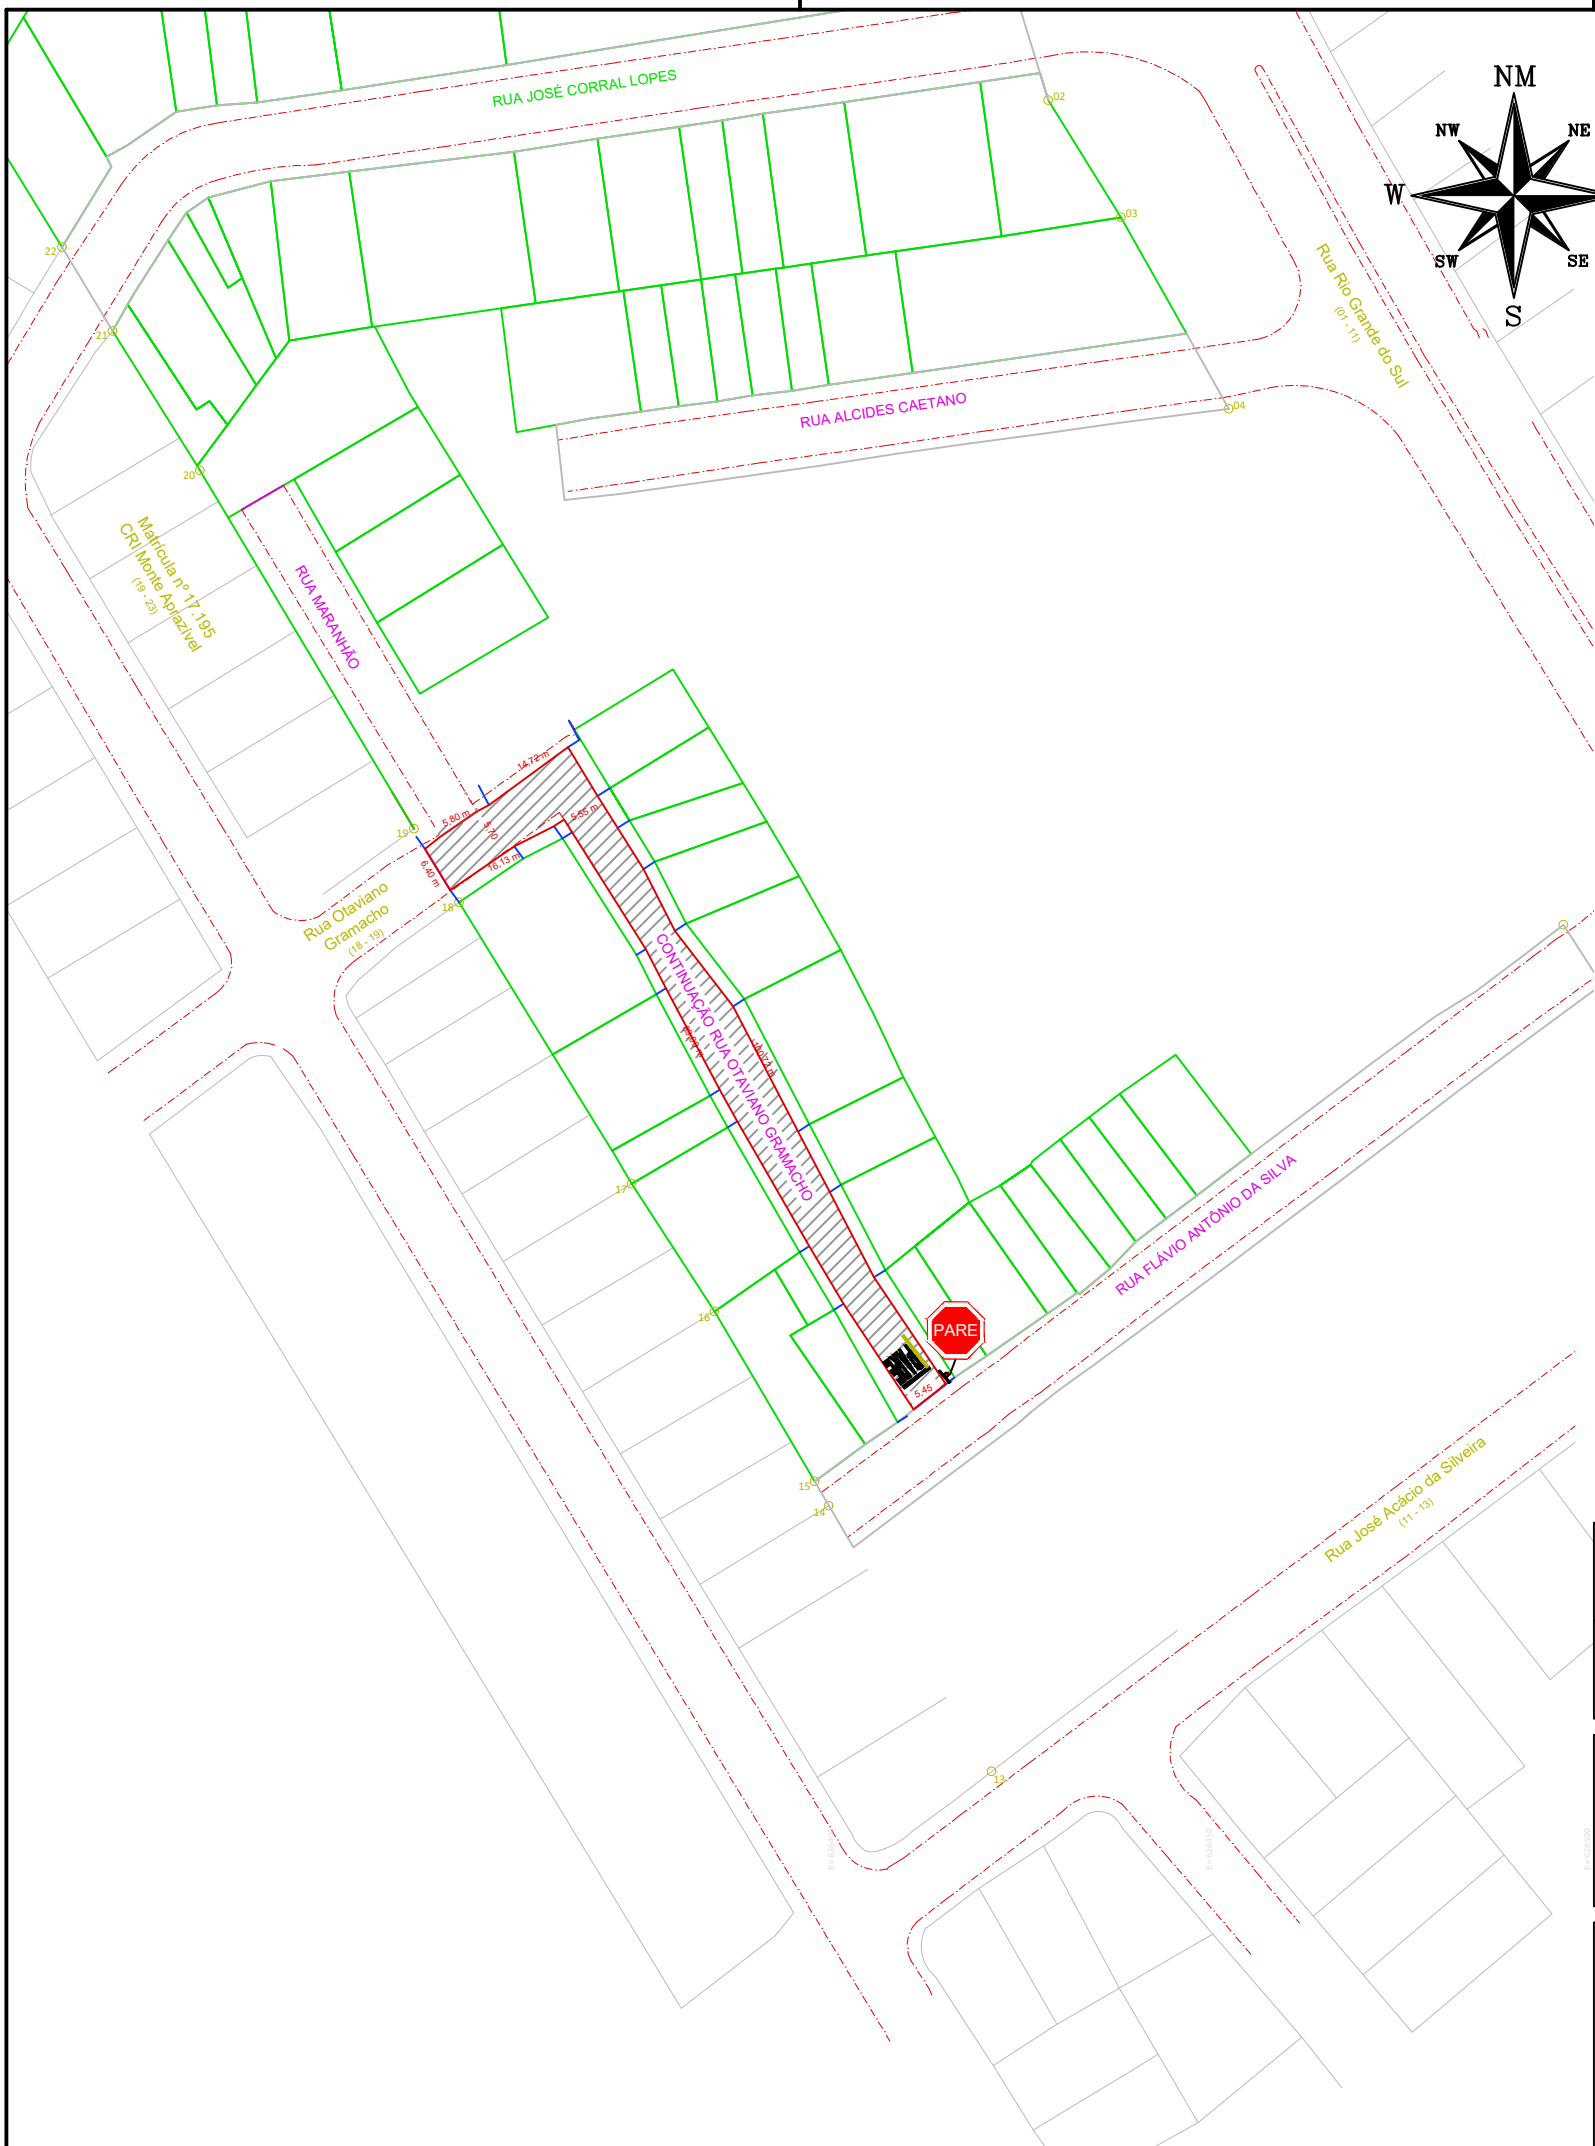 NM
NW
NE
W
SW
SE
S
RUA JOSÉ CORRAL LOPES
02
03
22
21
Rua Rio Grande do Sul
(01 - 11)
RUA ALCIDES CAETANO
04
20
Matrícula nº 17.195
CRI Monte Aprazível
(19 - 23)
RUA MARANHÃO
14,72 m
5,80 m
5,70
5,55 m
19
16,13 m
6,40 m
18
Rua Otaviano
Gramacho
(18 - 19)
CONTINUAÇÃO RUA OTAVIANO GRAMACHO
17
RUA FLÁVIO ANTÔNIO DA SILVA
16
PARE
5,45
15
14
Rua José Acácio da Silveira
(11 - 13)
13
E=626450